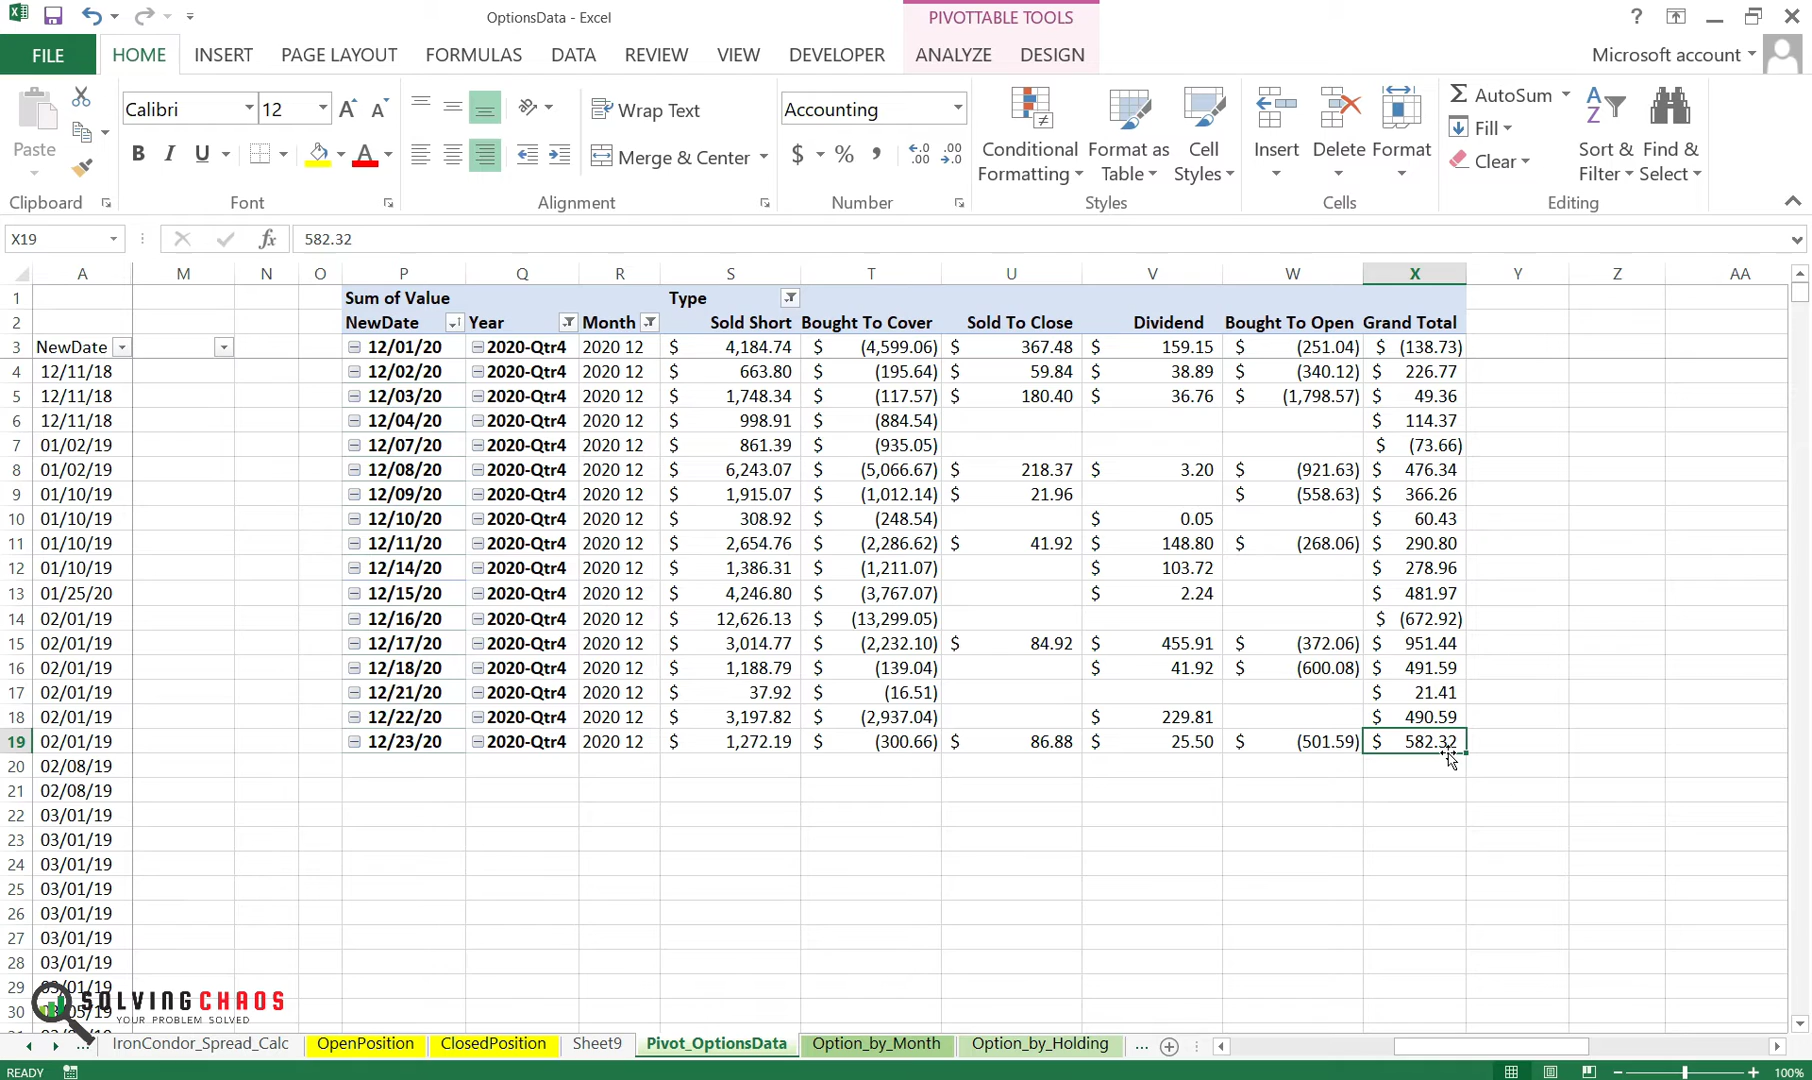 OptionsData - Excel
PIVOTTABLE TOOLS
?
FILE HOME INSERT PAGE LAYOUT FORMULAS DATA REVIEW VIEW DEVELOPER ANALYZE DESIGN Microsoft account
Calibri 12 Wrap Text Accounting AutoSum
Fill
Paste B I U Merge & Center $ % , Conditional Formatting Format as Table Cell Styles Insert Delete Format Clear Sort & Filter Find & Select
Clipboard Font Alignment Number Styles Cells Editing
X19 fx 582.32
A M N O P Q R S T U V W X Y Z AA
1 Sum of Value Type
2 NewDate Year Month Sold Short Bought To Cover Sold To Close Dividend Bought To Open Grand Total
3 NewDate 12/01/20 2020-Qtr4 2020 12 $ 4,184.74 $ (4,599.06) $ 367.48 $ 159.15 $ (251.04) $ (138.73)
4 12/11/18 12/02/20 2020-Qtr4 2020 12 $ 663.80 $ (195.64) $ 59.84 $ 38.89 $ (340.12) $ 226.77
5 12/11/18 12/03/20 2020-Qtr4 2020 12 $ 1,748.34 $ (117.57) $ 180.40 $ 36.76 $ (1,798.57) $ 49.36
6 12/11/18 12/04/20 2020-Qtr4 2020 12 $ 998.91 $ (884.54) $ 114.37
7 01/02/19 12/07/20 2020-Qtr4 2020 12 $ 861.39 $ (935.05) $ (73.66)
8 01/02/19 12/08/20 2020-Qtr4 2020 12 $ 6,243.07 $ (5,066.67) $ 218.37 $ 3.20 $ (921.63) $ 476.34
9 01/10/19 12/09/20 2020-Qtr4 2020 12 $ 1,915.07 $ (1,012.14) $ 21.96 $ (558.63) $ 366.26
10 01/10/19 12/10/20 2020-Qtr4 2020 12 $ 308.92 $ (248.54) $ 0.05 $ 60.43
11 01/10/19 12/11/20 2020-Qtr4 2020 12 $ 2,654.76 $ (2,286.62) $ 41.92 $ 148.80 $ (268.06) $ 290.80
12 01/10/19 12/14/20 2020-Qtr4 2020 12 $ 1,386.31 $ (1,211.07) $ 103.72 $ 278.96
13 01/25/20 12/15/20 2020-Qtr4 2020 12 $ 4,246.80 $ (3,767.07) $ 2.24 $ 481.97
14 02/01/19 12/16/20 2020-Qtr4 2020 12 $ 12,626.13 $ (13,299.05) $ (672.92)
15 02/01/19 12/17/20 2020-Qtr4 2020 12 $ 3,014.77 $ (2,232.10) $ 84.92 $ 455.91 $ (372.06) $ 951.44
16 02/01/19 12/18/20 2020-Qtr4 2020 12 $ 1,188.79 $ (139.04) $ 41.92 $ (600.08) $ 491.59
17 02/01/19 12/21/20 2020-Qtr4 2020 12 $ 37.92 $ (16.51) $ 21.41
18 02/01/19 12/22/20 2020-Qtr4 2020 12 $ 3,197.82 $ (2,937.04) $ 229.81 $ 490.59
19 02/01/19 12/23/20 2020-Qtr4 2020 12 $ 1,272.19 $ (300.66) $ 86.88 $ 25.50 $ (501.59) $ 582.32
20 02/08/19
21 02/08/19
22 03/01/19
23 03/01/19
24 03/01/19
25 03/01/19
26 03/01/19
27 03/01/19
28 03/01/19
29
30
SOLVINGCHAOS
YOUR PROBLEM SOLVED
... IronCondor_Spread_Calc OpenPosition ClosedPosition Sheet9 Pivot_OptionsData Option_by_Month Option_by_Holding ...
READY 100%